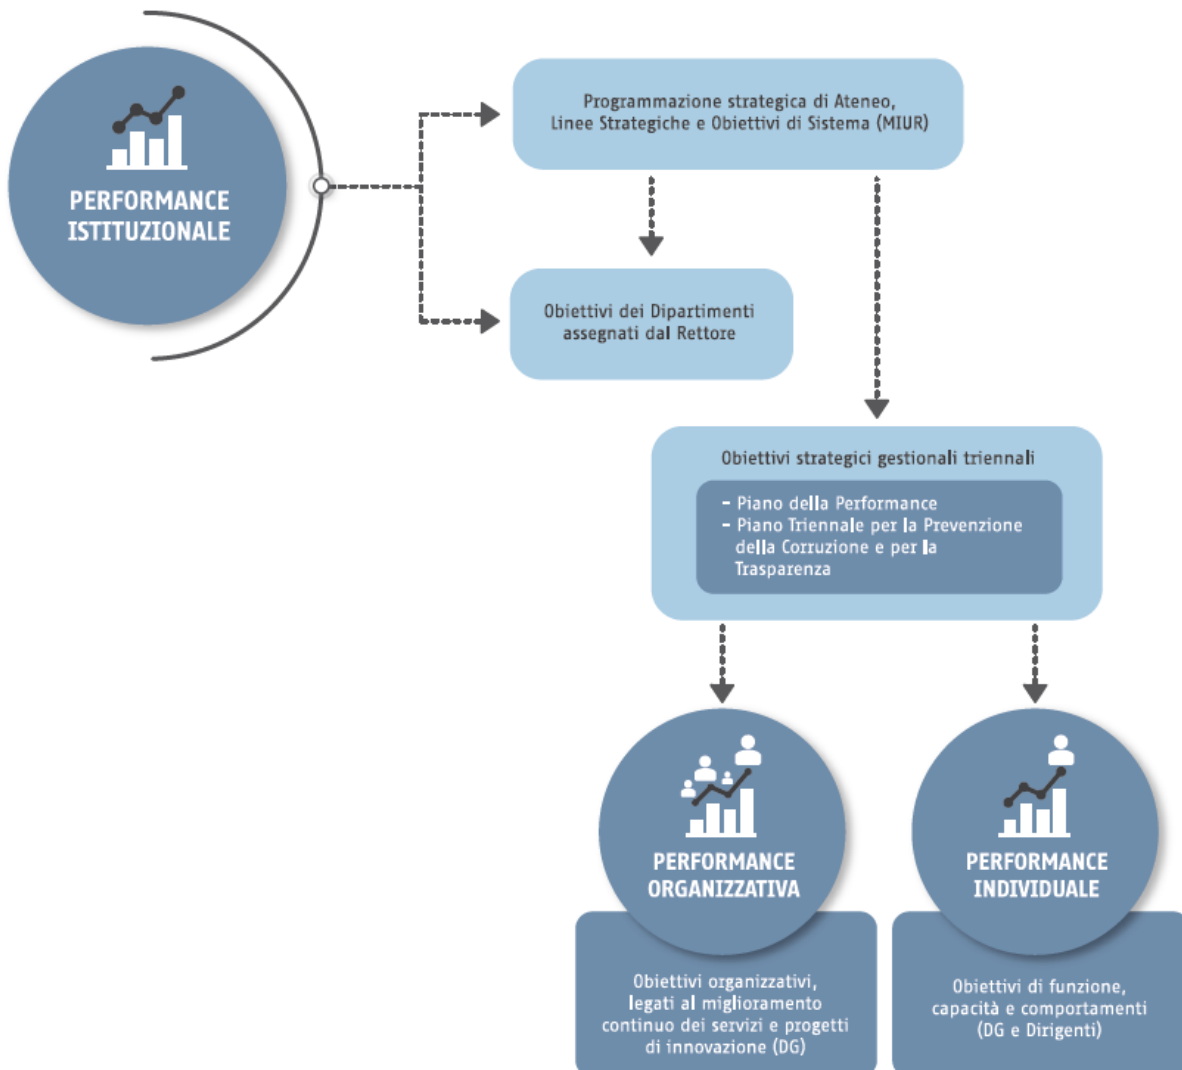 PERFORMANCE
ISTITUZIONALE
Programmazione strategica di Ateneo,
Linee Strategiche e Obiettivi di Sistema (MIUR)
Obiettivi dei Dipartimenti
assegnati dal Rettore
Obiettivi strategici gestionali triennali
- Piano della Performance
- Piano Triennale per la Prevenzione
della Corruzione e per la
Trasparenza
PERFORMANCE
ORGANIZZATIVA
Obiettivi organizzativi,
legati al miglioramento
continuo dei servizi e progetti
di innovazione (DG)
PERFORMANCE
INDIVIDUALE
Obiettivi di funzione,
capacità e comportamenti
(DG e Dirigenti)